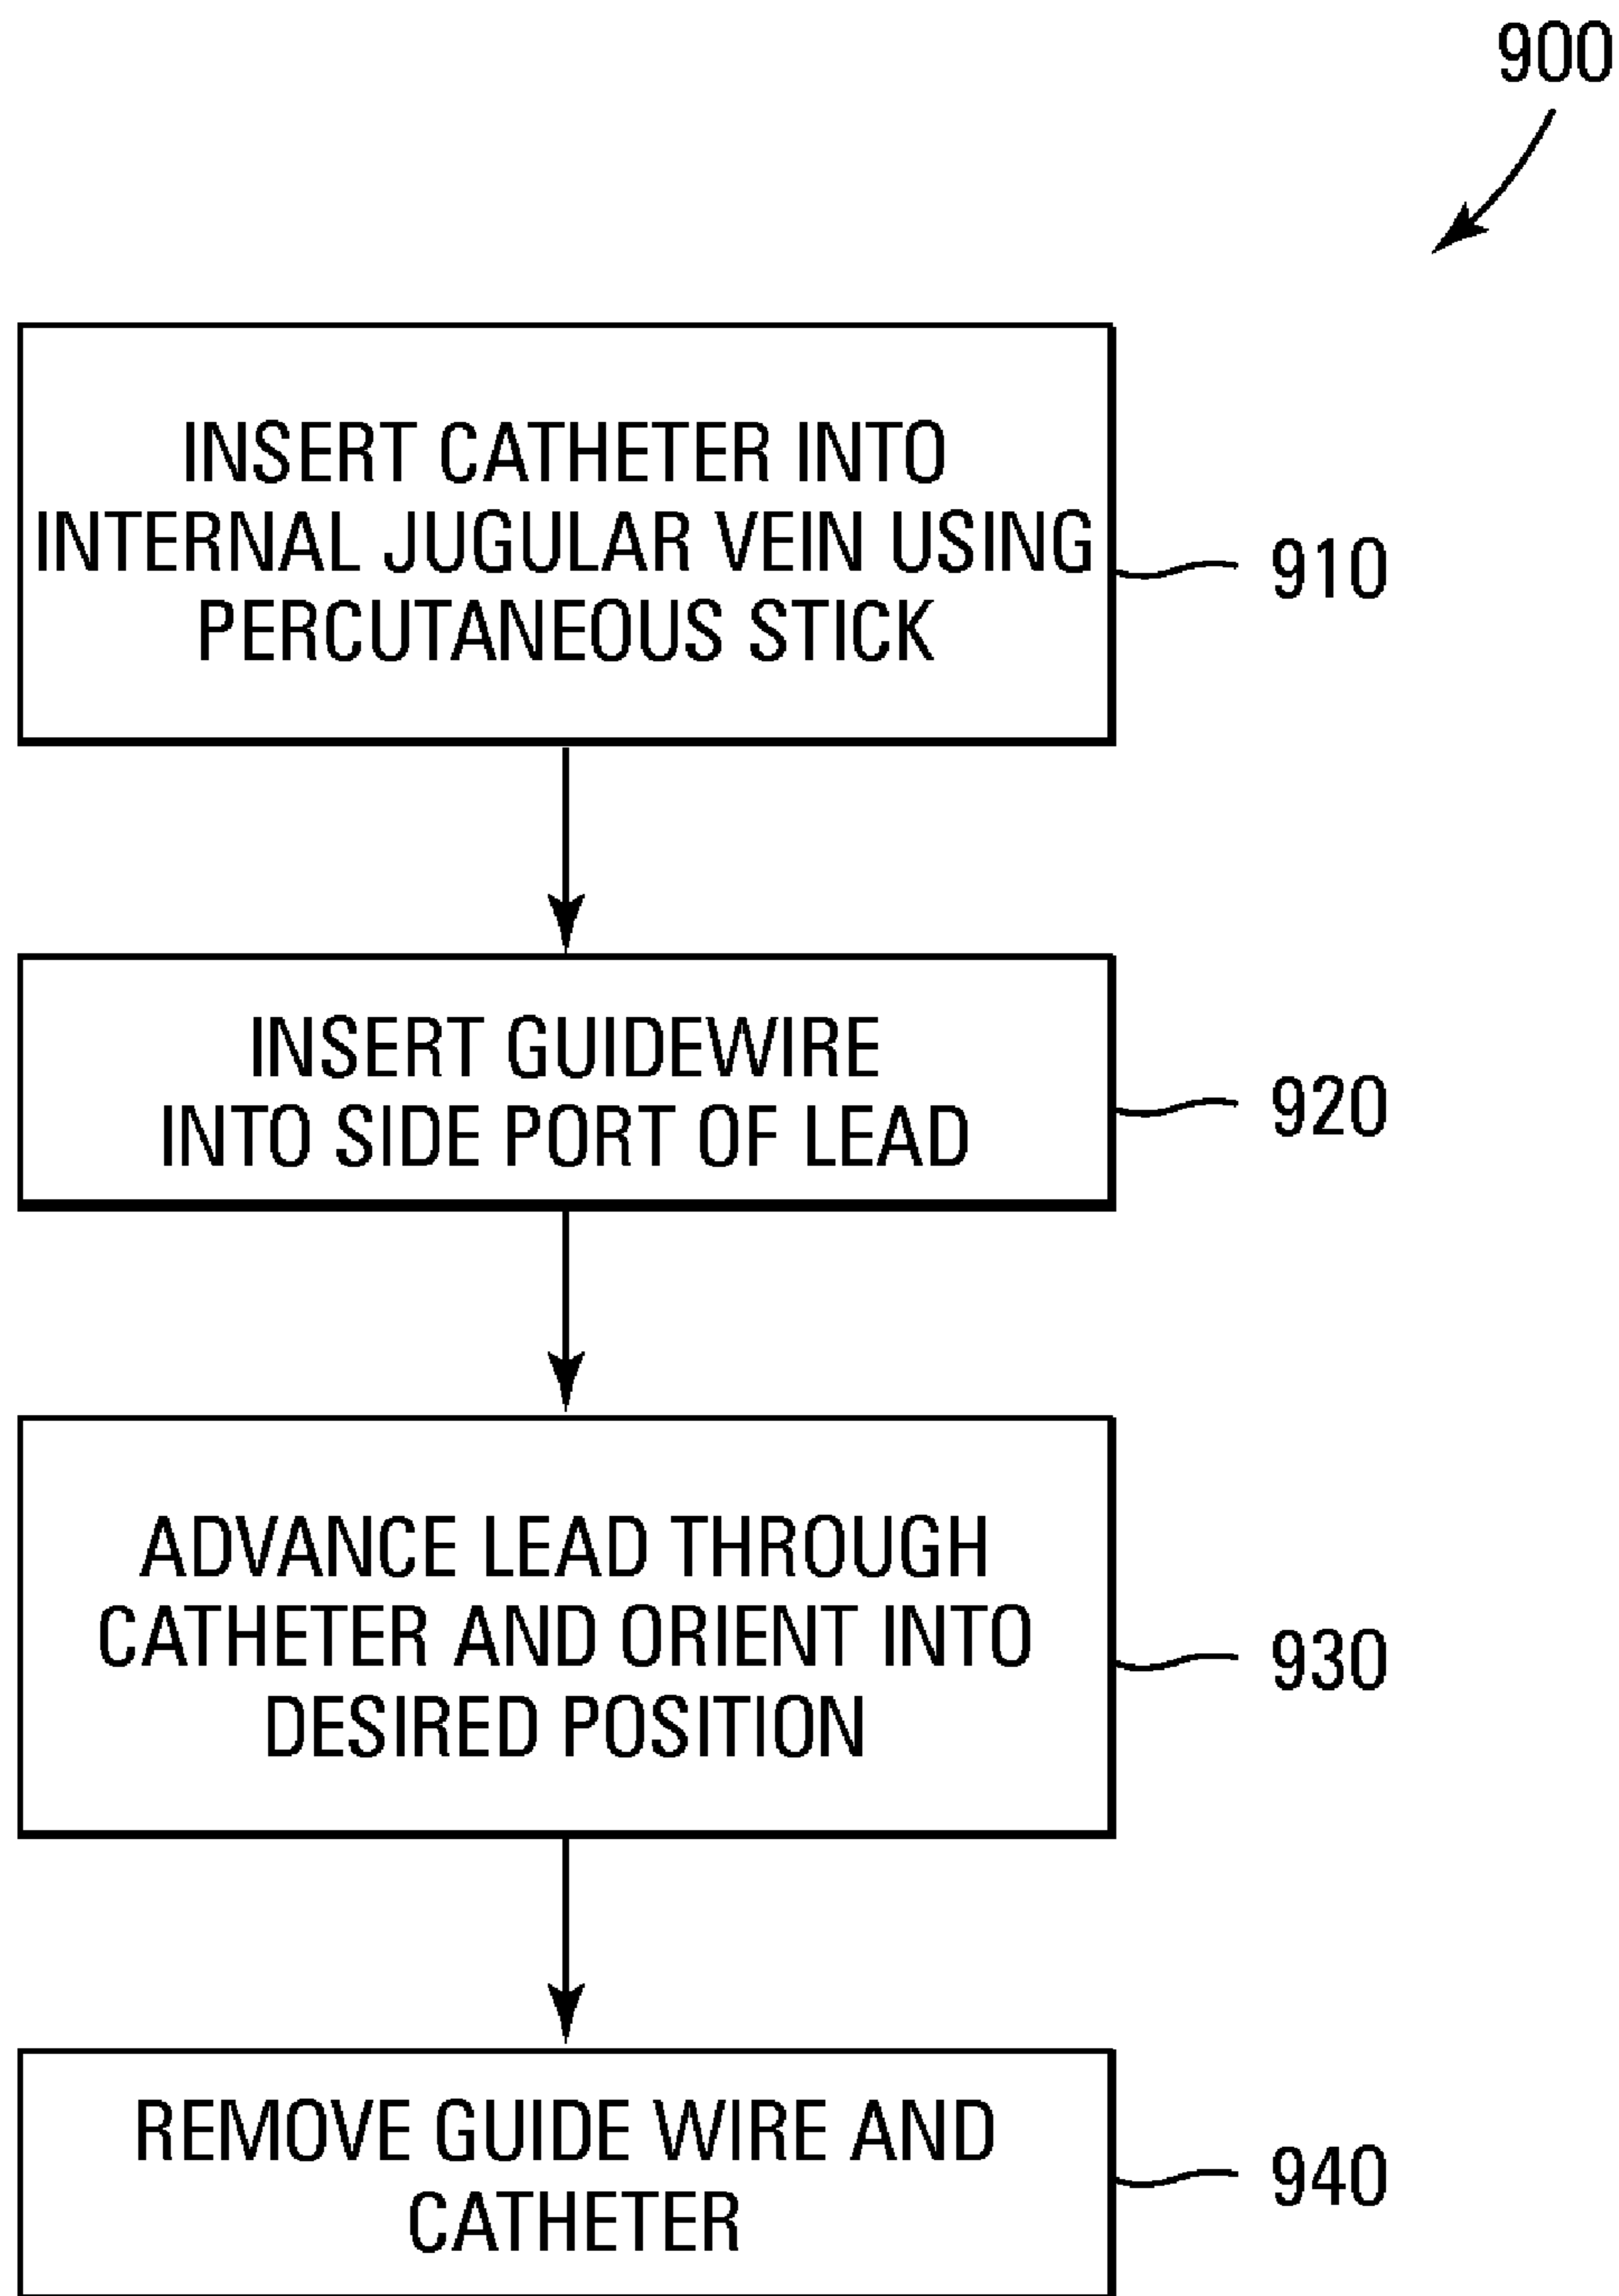 900
INSERT CATHETER INTO
INTERNAL JUGULAR VEIN USING
PERCUTANEOUS STICK
910
INSERT GUIDEWIRE
INTO SIDE PORT OF LEAD
920
ADVANCE LEAD THROUGH
CATHETER AND ORIENT INTO
DESIRED POSITION
930
REMOVE GUIDE WIRE AND
CATHETER
940